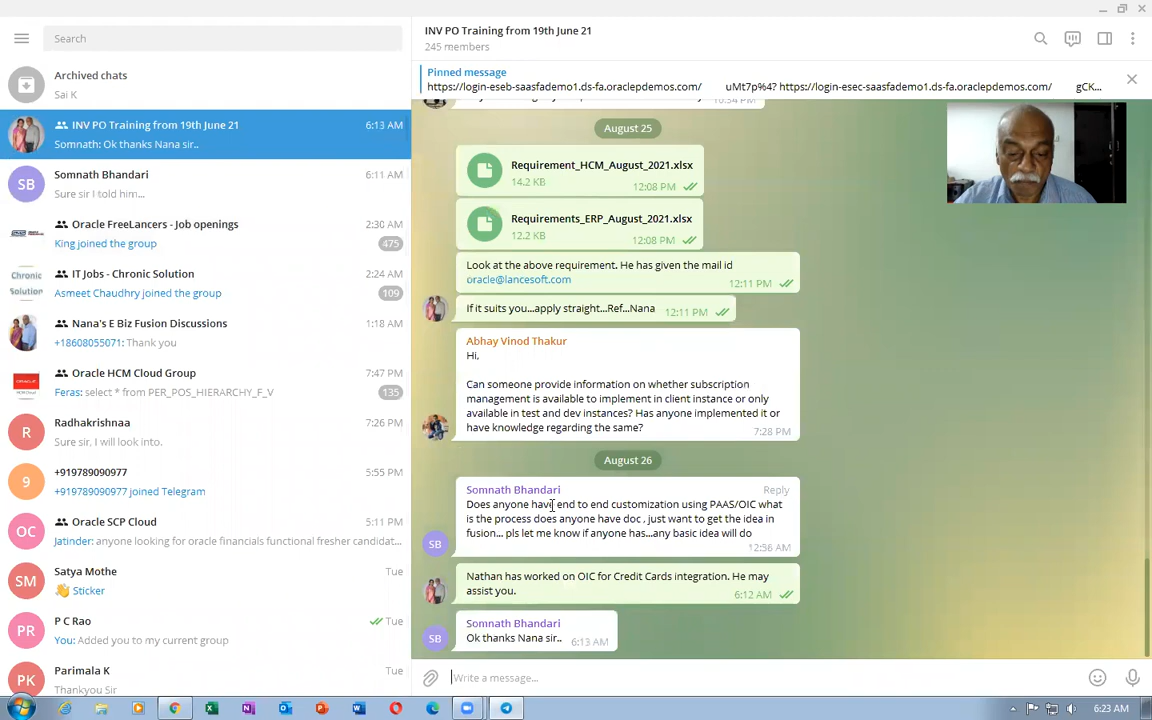 Search
Archived chats
Sai K
INV PO Training from 19th June 21
6:13 AM
Somnath: Ok thanks Nana sir..
SB
Somnath Bhandari
6:11 AM
Sure sir I told him...
Oracle FreeLancers - Job openings
2:30 AM
King joined the group
475
Chronic
Solution
IT Jobs - Chronic Solution
2:24 AM
Asmeet Chaudhry joined the group
109
Nana's E Biz Fusion Discussions
1:18 AM
+18608055071: Thank you
Oracle HCM Cloud Group
7:47 PM
Feras: select * from PER_POS_HIERARCHY_F_V
135
R
Radhakrishnaa
7:26 PM
Sure sir, I will look into.
9
+919789090977
5:55 PM
+919789090977 joined Telegram
OC
Oracle SCP Cloud
5:11 PM
Jatinder: anyone looking for oracle financials functional fresher candidat...
SM
Satya Mothe
Tue
👋 Sticker
PR
P C Rao
Tue
You: Added you to my current group
PK
Parimala K
Tue
Thankyou Sir
INV PO Training from 19th June 21
245 members
Pinned message
https://login-eseb-saasfademo1.ds-fa.oraclepdemos.com/ uMt7p%4? https://login-esec-saasfademo1.ds-fa.oraclepdemos.com/ gCK...
August 25
Requirement_HCM_August_2021.xlsx
14.2 KB
12:08 PM
Requirements_ERP_August_2021.xlsx
12.2 KB
12:08 PM
Look at the above requirement. He has given the mail id
oracle@lancesoft.com
12:11 PM
If it suits you...apply straight...Ref...Nana
12:11 PM
Abhay Vinod Thakur
Hi,
Can someone provide information on whether subscription
management is available to implement in client instance or only
available in test and dev instances? Has anyone implemented it or
have knowledge regarding the same?
7:28 PM
August 26
Somnath Bhandari
Reply
Does anyone have end to end customization using PAAS/OIC what
is the process does anyone have doc , just want to get the idea in
fusion... pls let me know if anyone has...any basic idea will do
12:56 AM
SB
Nathan has worked on OIC for Credit Cards integration. He may
assist you.
6:12 AM
Somnath Bhandari
Ok thanks Nana sir..
6:13 AM
SB
Write a message...
6:23 AM